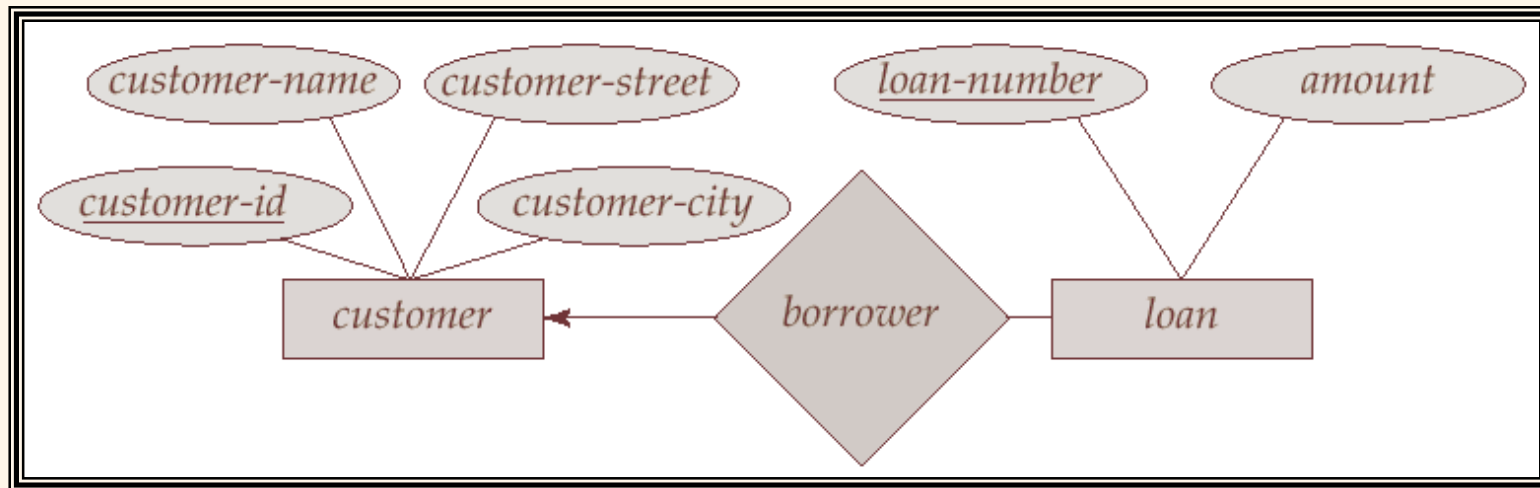 customer-name
customer-street
loan-number
amount
customer-id
customer-city
customer
borrower
loan